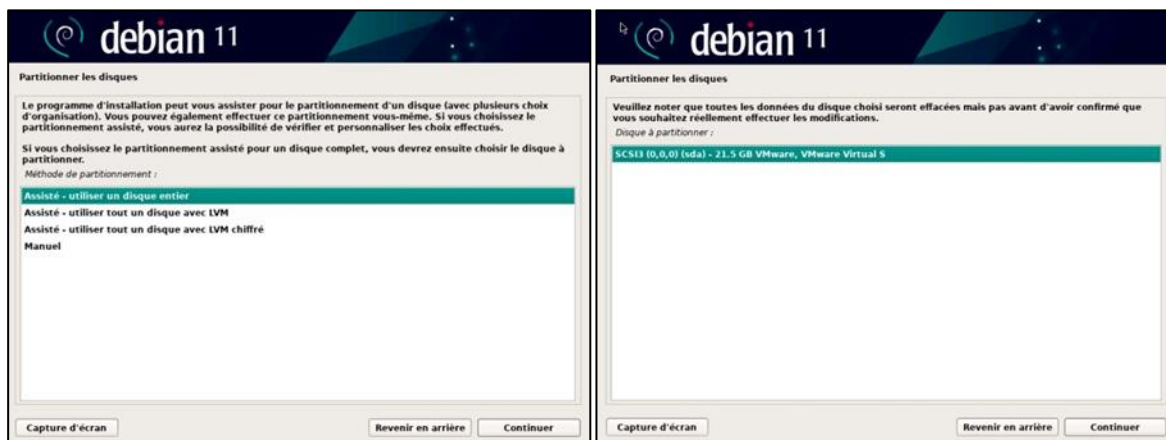 debian 11
Partitionner les disques
Le programme d'installation peut vous assister pour le partitionnement d'un disque (avec plusieurs choix
d'organisation). Vous pouvez également effectuer ce partitionnement vous-même. Si vous choisissez le
partitionnement assisté, vous aurez la possibilité de vérifier et personnaliser les choix effectués.
Si vous choisissez le partitionnement assisté pour un disque complet, vous devrez ensuite choisir le disque à
partitionner.
Méthode de partitionnement :
Assisté - utiliser un disque entier
Assisté - utiliser tout un disque avec LVM
Assisté - utiliser tout un disque avec LVM chiffré
Manuel
Capture d'écran
Revenir en arrière
Continuer
debian 11
Partitionner les disques
Veuillez noter que toutes les données du disque choisi seront effacées mais pas avant d'avoir confirmé que
vous souhaitez réellement effectuer les modifications.
Disque à partitionner :
SCSI3 (0,0,0) (sda) - 21.5 GB VMware, VMware Virtual S
Capture d'écran
Revenir en arrière
Continuer